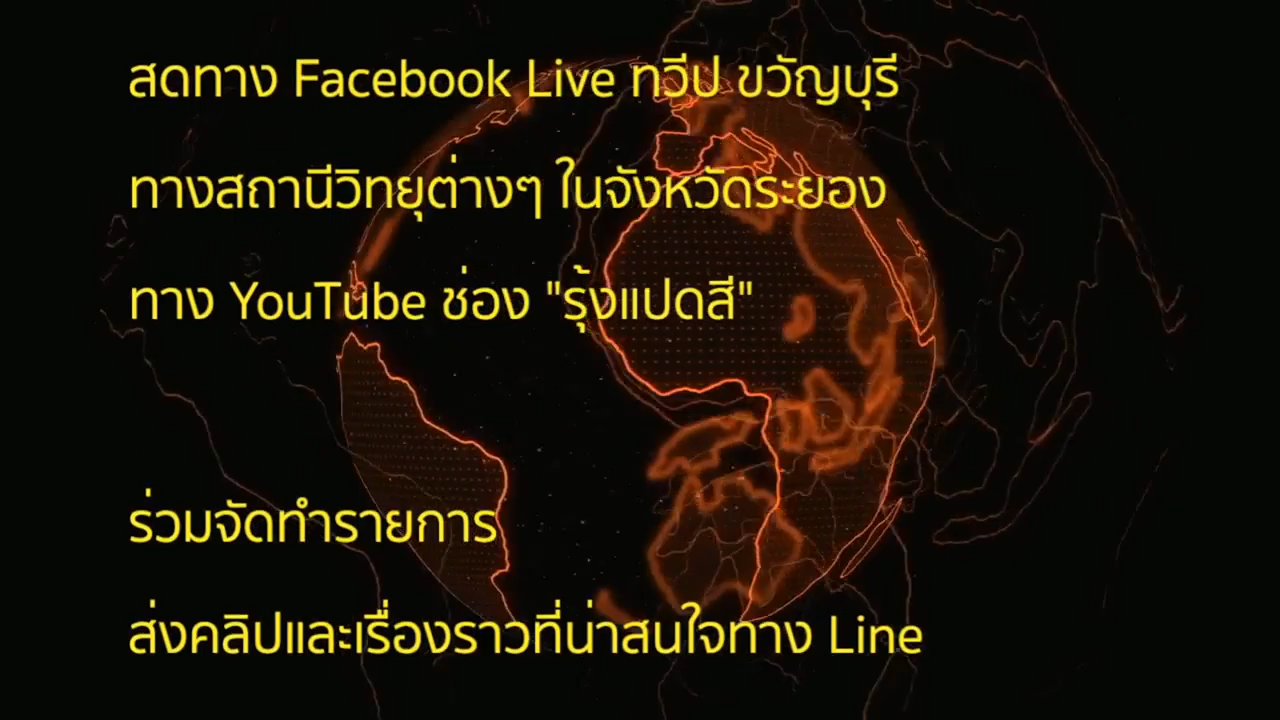 สดทาง Facebook Live ทวีป ขวัญบุรี
ทางสถานีวิทยุต่างๆ ในจังหวัดระยอง
ทาง YouTube ช่อง "รุ้งแปดสี"
ร่วมจัดทำรายการ
ส่งคลิปและเรื่องราวที่น่าสนใจทาง Line